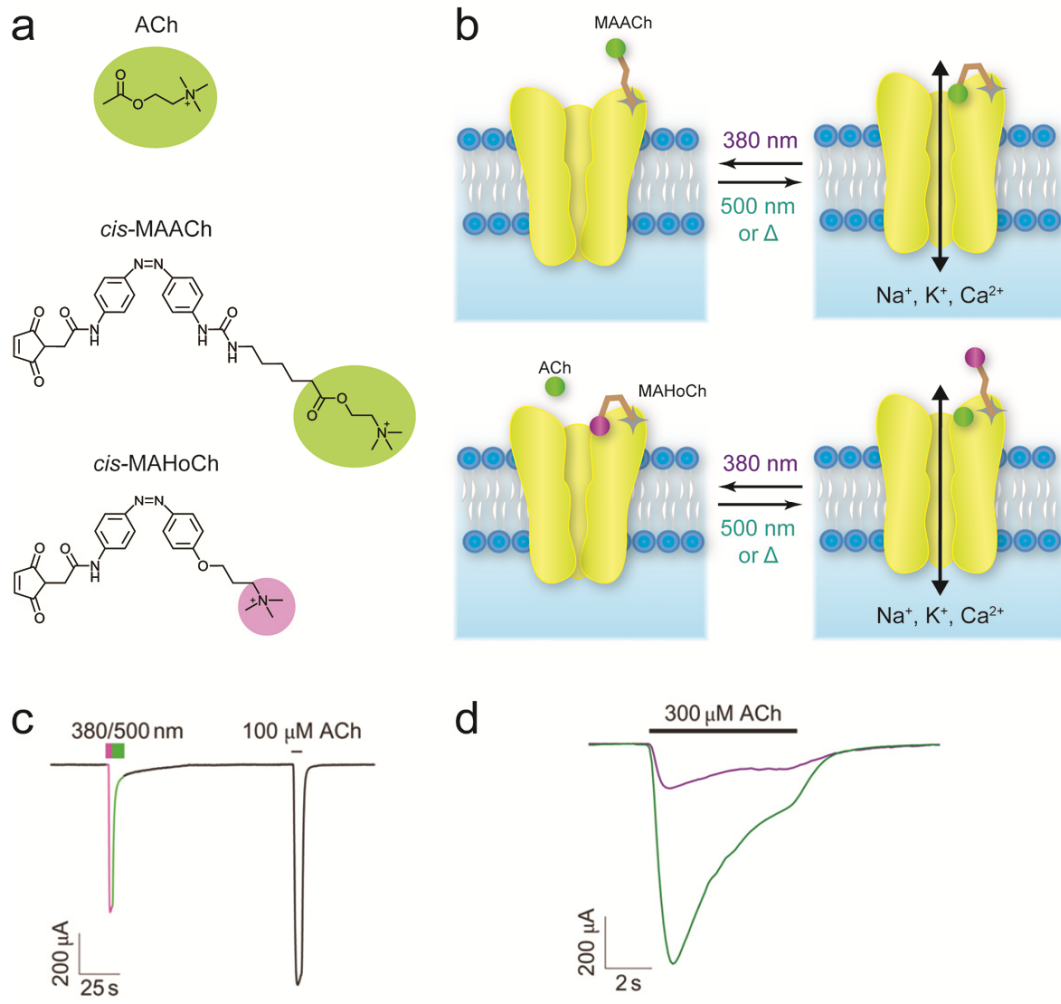 a
ACh
O
O
N
+
cis-MAACh
N=N
O
O
N
H
O
O
N
H
N
H
O
O
N
+
cis-MAHoCh
N=N
O
O
N
H
O
O
N
+
b
MAACh
380 nm
500 nm
or Δ
Na⁺, K⁺, Ca²⁺
ACh
MAHoCh
380 nm
500 nm
or Δ
Na⁺, K⁺, Ca²⁺
c
380/500 nm
100 μM ACh
200 μA
25 s
d
300 μM ACh
200 μA
2 s